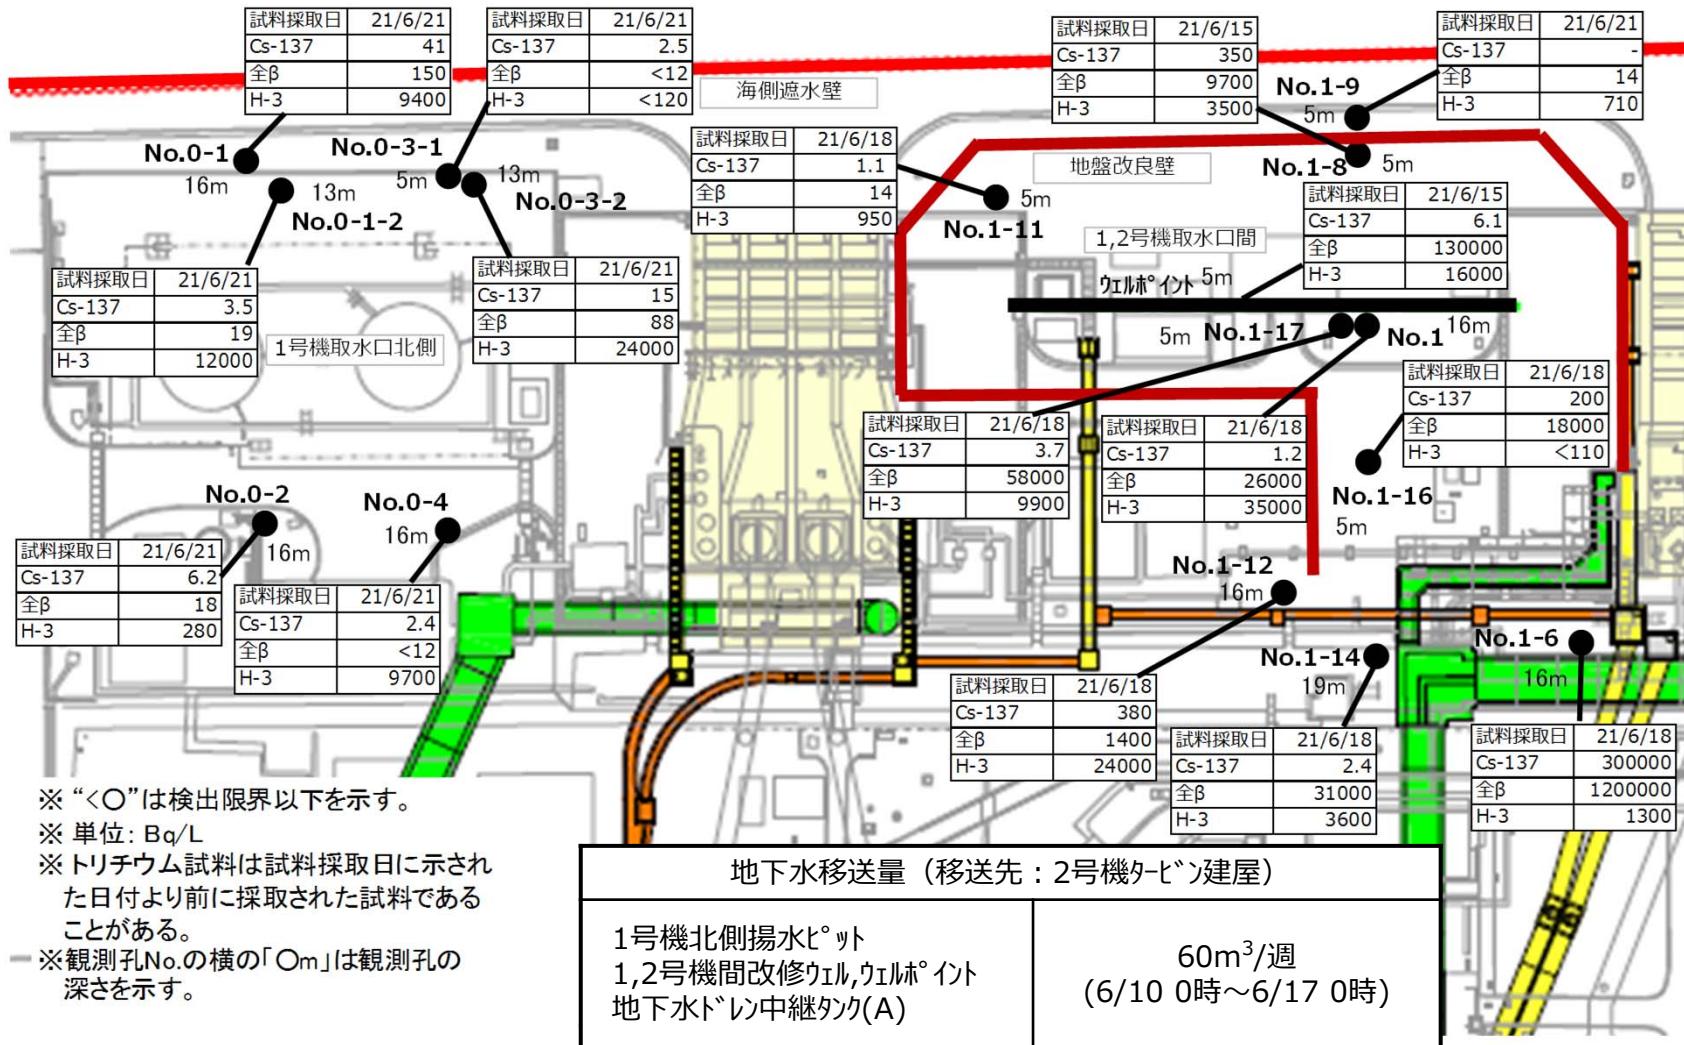 試料採取日 21/6/21
Cs-137 41
全β 150
H-3 9400
試料採取日 21/6/21
Cs-137 2.5
全β <12
H-3 <120
海側遮水壁
試料採取日 21/6/15
Cs-137 350
全β 9700
H-3 3500
試料採取日 21/6/21
Cs-137 -
全β 14
H-3 710
No.1-9
5m
No.0-1
16m
No.0-3-1
5m
13m
No.0-3-2
13m
No.0-1-2
試料採取日 21/6/18
Cs-137 1.1
全β 14
H-3 950
5m
No.1-11
地盤改良壁
No.1-8
5m
試料採取日 21/6/15
Cs-137 6.1
全β 130000
H-3 16000
1,2号機取水口間
ウェルポイント 5m
試料採取日 21/6/21
Cs-137 3.5
全β 19
H-3 12000
1号機取水口北側
試料採取日 21/6/21
Cs-137 15
全β 88
H-3 24000
5m No.1-17
No.1
16m
試料採取日 21/6/18
Cs-137 200
全β 18000
H-3 <110
試料採取日 21/6/18
Cs-137 3.7
全β 58000
H-3 9900
試料採取日 21/6/18
Cs-137 1.2
全β 26000
H-3 35000
No.1-16
5m
No.0-2
16m
No.0-4
16m
試料採取日 21/6/21
Cs-137 6.2
全β 18
H-3 280
試料採取日 21/6/21
Cs-137 2.4
全β <12
H-3 9700
No.1-12
16m
No.1-14
19m
No.1-6
16m
試料採取日 21/6/18
Cs-137 380
全β 1400
H-3 24000
試料採取日 21/6/18
Cs-137 2.4
全β 31000
H-3 3600
試料採取日 21/6/18
Cs-137 300000
全β 1200000
H-3 1300
※ “<〇”は検出限界以下を示す。
※ 単位: Bq/L
※トリチウム試料は試料採取日に示され
た日付より前に採取された試料である
ことがある。
※観測孔No.の横の「〇m」は観測孔の
深さを示す。
地下水移送量（移送先：2号機タービン建屋）
1号機北側揚水ピット
1,2号機間改修ウェル,ウェルポイント
地下水ドレン中継タンク(A)
60m³/週
(6/10 0時～6/17 0時)